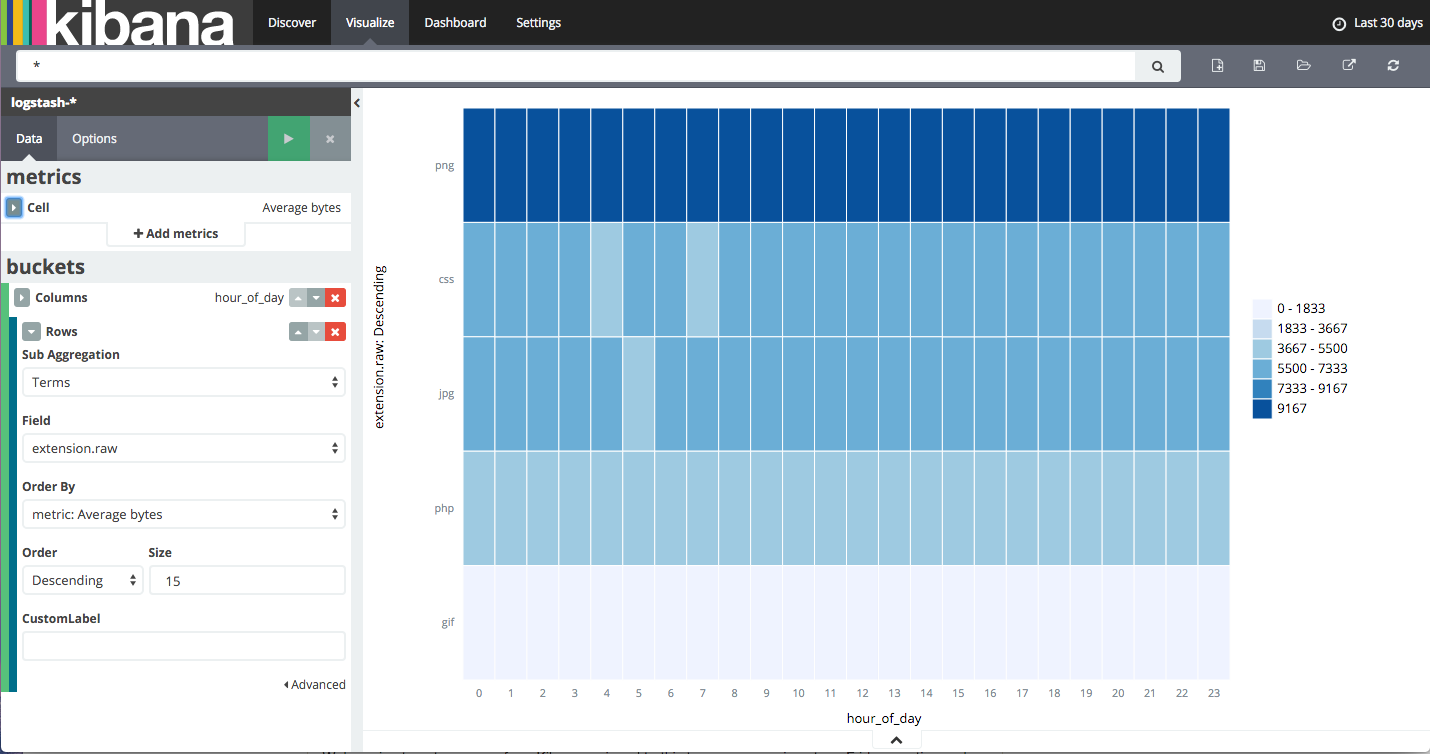 kibana Discover Visualize Dashboard Settings Last 30 days
*
logstash-*
Data Options
metrics
Cell Average bytes
Add metrics
buckets
Columns hour_of_day
Rows
Sub Aggregation
Terms
Field
extension.raw
Order By
metric: Average bytes
Order Size
Descending 15
CustomLabel
Advanced
extension.raw: Descending
png
css
jpg
php
gif
0 1 2 3 4 5 6 7 8 9 10 11 12 13 14 15 16 17 18 19 20 21 22 23
hour_of_day
0 - 1833
1833 - 3667
3667 - 5500
5500 - 7333
7333 - 9167
9167